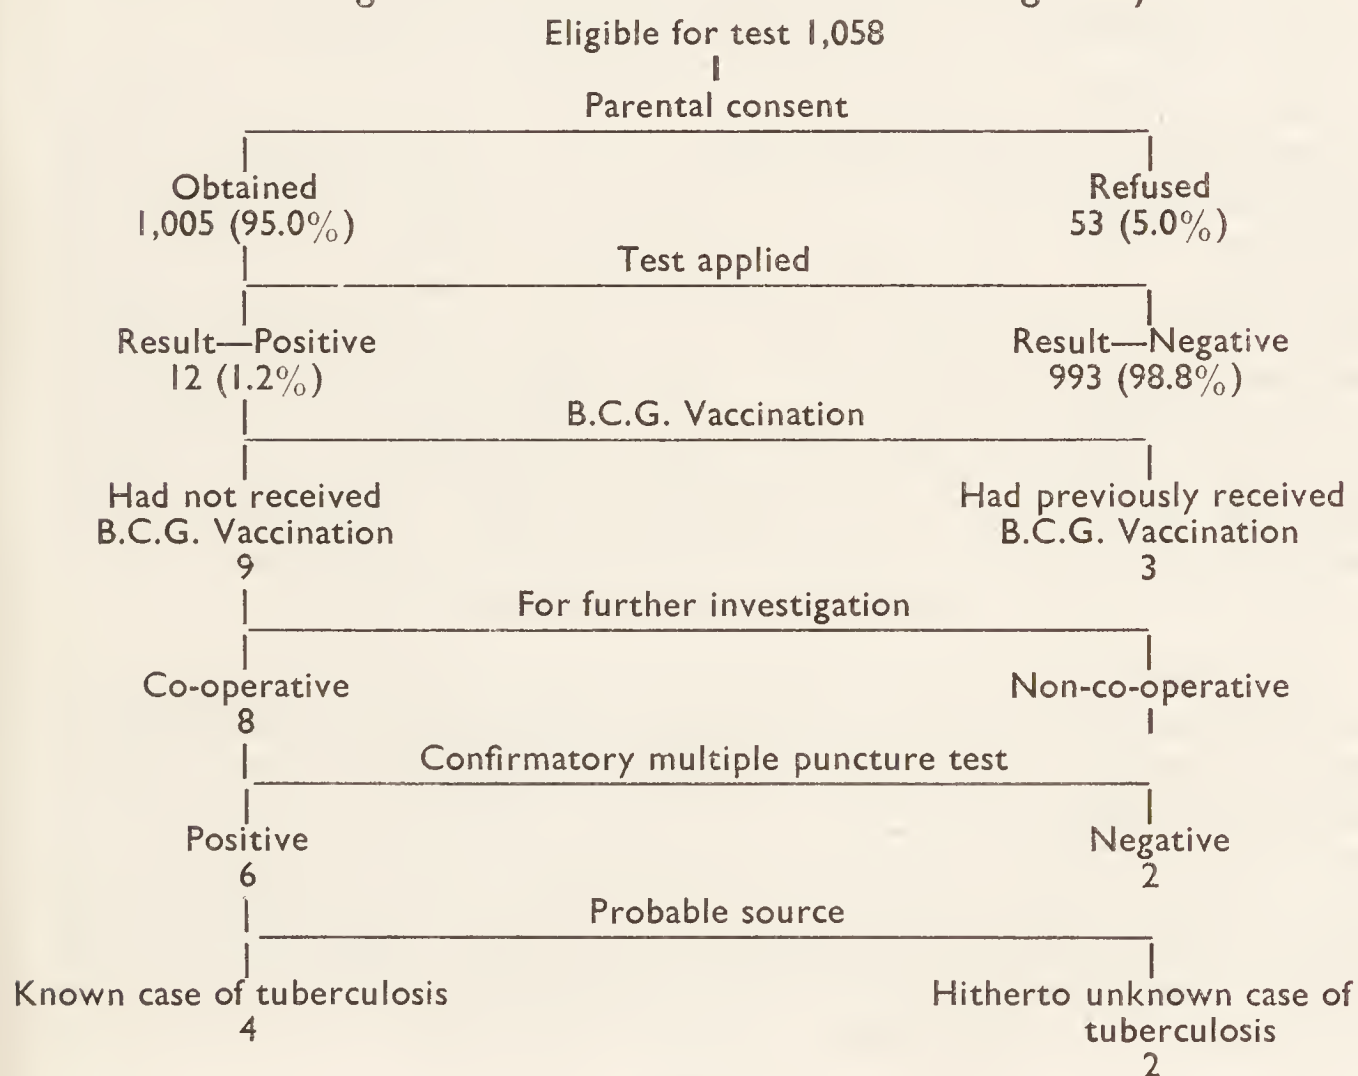 Eligible for test 1,058
Parental consent
Obtained
1,005 (95.0%)
Refused
53 (5.0%)
Test applied
Result—Positive
12 (1.2%)
Result—Negative
993 (98.8%)
B.C.G. Vaccination
Had not received
B.C.G. Vaccination
9
Had previously received
B.C.G. Vaccination
3
For further investigation
Co-operative
8
Non-co-operative
1
Confirmatory multiple puncture test
Positive
6
Negative
2
Probable source
Known case of tuberculosis
4
Hitherto unknown case of
tuberculosis
2